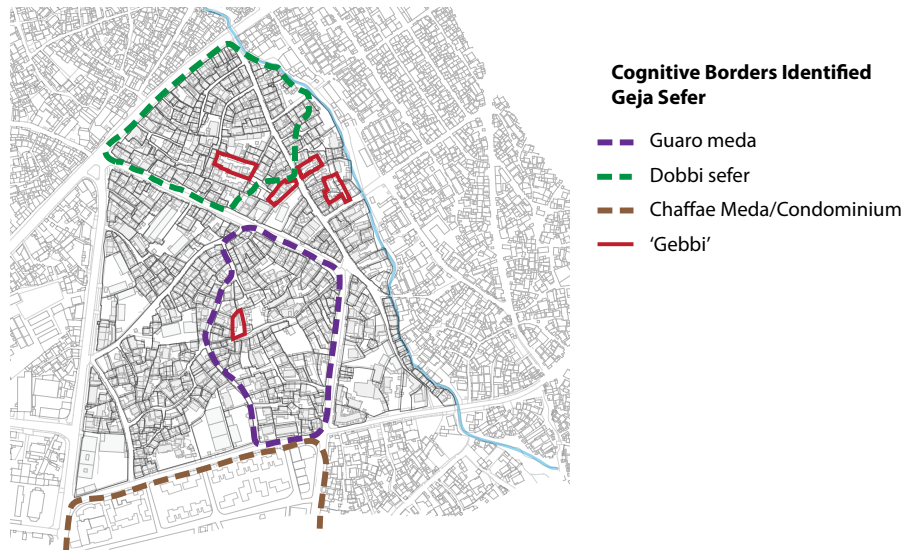 Cognitive Borders Identified
Geja Sefer
Guaro meda
Dobbi sefer
Chaffae Meda/Condominium
‘Gebbi’